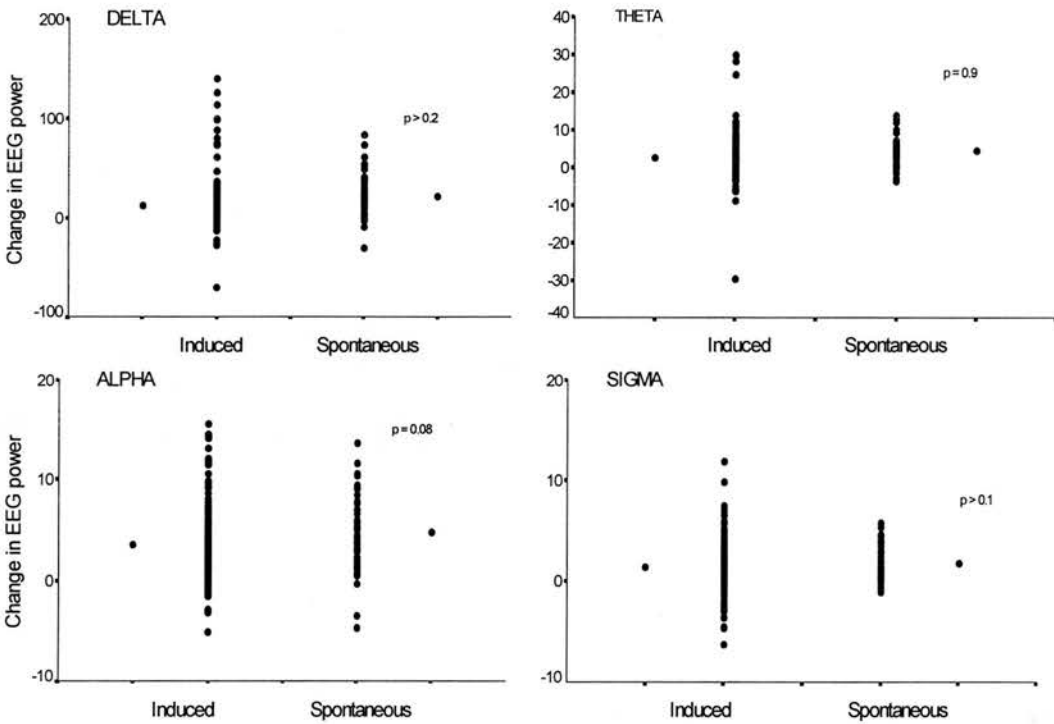 DELTA
Change in EEG power
200
100
0
-100
p > 0.2
Induced Spontaneous
THETA
40
30
20
10
0
-10
-20
-30
-40
p = 0.9
Induced Spontaneous
ALPHA
Change in EEG power
20
10
0
-10
p = 0.08
Induced Spontaneous
SIGMA
20
10
0
-10
p > 0.1
Induced Spontaneous